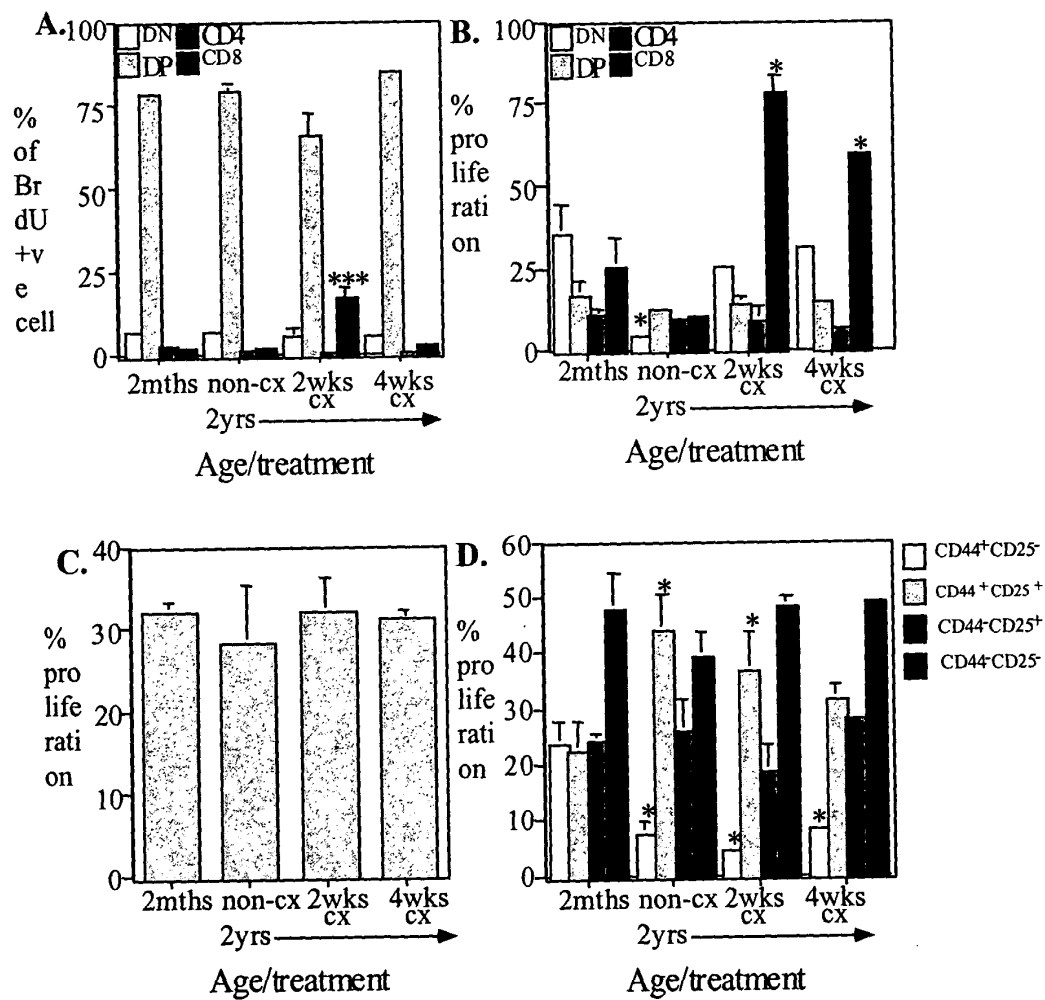 A.
100
75
50
25
0
DN
CD4
DP
CD8
%
of
Br
dU
+v
e
cell
***
2mths
non-cx
2wks
cx
4wks
cx
2yrs
Age/treatment
B.
100
75
50
25
0
DN
CD4
DP
CD8
%
pro
life
rati
on
*
*
*
2mths
non-cx
2wks
cx
4wks
cx
2yrs
Age/treatment
C.
40
30
20
10
0
%
pro
life
rati
on
2mths
non-cx
2wks
cx
4wks
cx
2yrs
Age/treatment
D.
60
50
40
30
20
10
0
%
pro
life
rati
on
*
*
*
*
*
2mths
non-cx
2wks
cx
4wks
cx
2yrs
Age/treatment
CD44+CD25-
CD44+CD25+
CD44-CD25+
CD44-CD25-